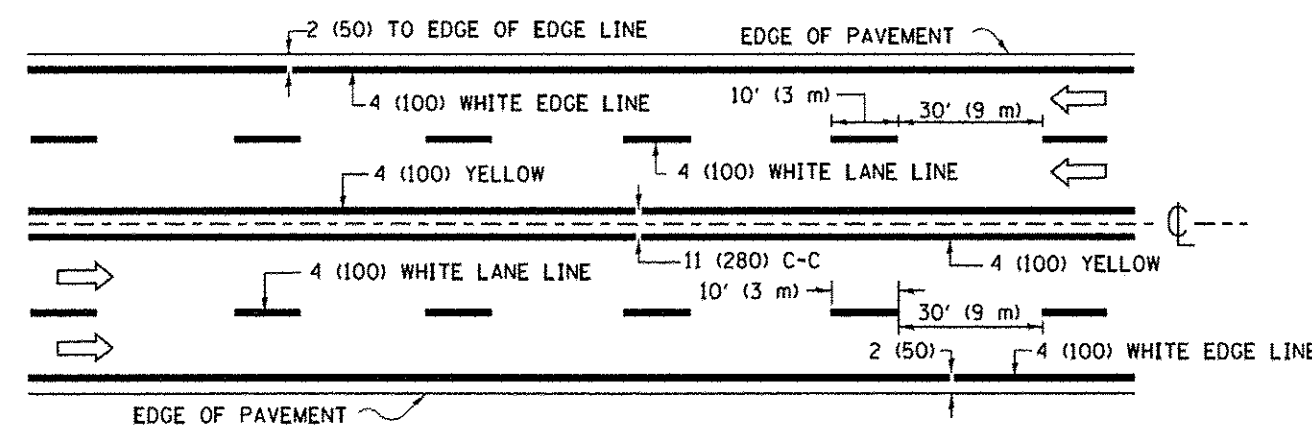 2 (50) TO EDGE OF EDGE LINE
EDGE OF PAVEMENT
4 (100) WHITE EDGE LINE
10' (3 m)
30' (9 m)
4 (100) YELLOW
4 (100) WHITE LANE LINE
℄
4 (100) WHITE LANE LINE
11 (280) C-C
4 (100) YELLOW
10' (3 m)
30' (9 m)
2 (50)
4 (100) WHITE EDGE LINE
EDGE OF PAVEMENT